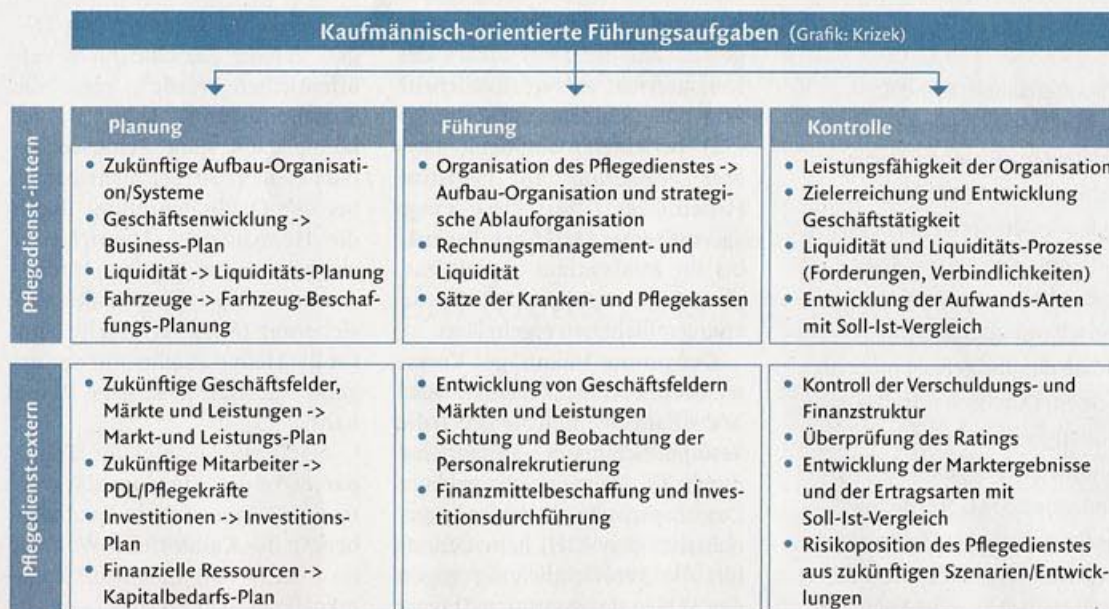 Kaufmännisch-orientierte Führungsaufgaben (Grafik: Krizek)
Planung
Führung
Kontrolle
Pflegedienst-intern
• Zukünftige Aufbau-Organisati-
on/Systeme
• Geschäftsenwicklung ->
Business-Plan
• Liquidität -> Liquiditäts-Planung
• Fahrzeuge -> Farhzeug-Beschaf-
fungs-Planung
• Organisation des Pflegedienstes ->
Aufbau-Organisation und strategi-
sche Ablauforganisation
• Rechnungsmanagement- und
Liquidität
• Sätze der Kranken- und Pflegekassen
• Leistungsfähigkeit der Organisation
• Zielerreichung und Entwicklung
Geschäftstätigkeit
• Liquidität und Liquiditäts-Prozesse
(Forderungen, Verbindlichkeiten)
• Entwicklung der Aufwands-Arten
mit Soll-Ist-Vergleich
Pflegedienst-extern
• Zukünftige Geschäftsfelder,
Märkte und Leistungen ->
Markt-und Leistungs-Plan
• Zukünftige Mitarbeiter ->
PDL/Pflegekräfte
• Investitionen -> Investitions-
Plan
• Finanzielle Ressourcen ->
Kapitalbedarfs-Plan
• Entwicklung von Geschäftsfeldern
Märkten und Leistungen
• Sichtung und Beobachtung der
Personalrekrutierung
• Finanzmittelbeschaffung und Inves-
titionsdurchführung
• Kontroll der Verschuldungs- und
Finanzstruktur
• Überprüfung des Ratings
• Entwicklung der Marktergebnisse
und der Ertragsarten mit
Soll-Ist-Vergleich
• Risikoposition des Pflegedienstes
aus zukünftigen Szenarien/Entwick-
lungen